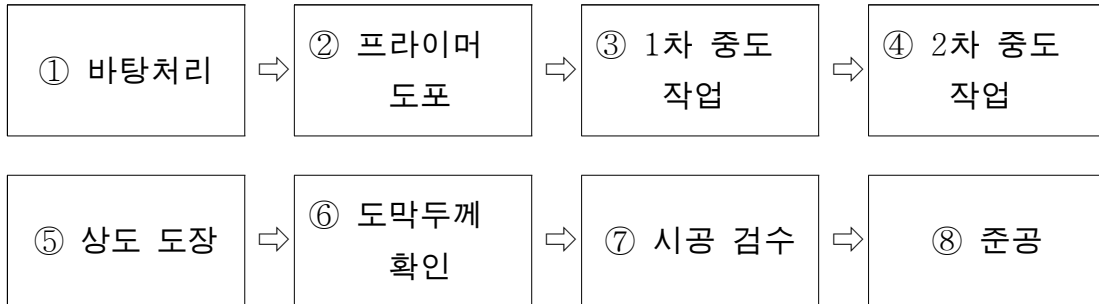 ① 바탕처리
⇨
② 프라이머
도포
⇨
③ 1차 중도
작업
⇨
④ 2차 중도
작업
⑤ 상도 도장
⇨
⑥ 도막두께
확인
⇨
⑦ 시공 검수
⇨
⑧ 준공